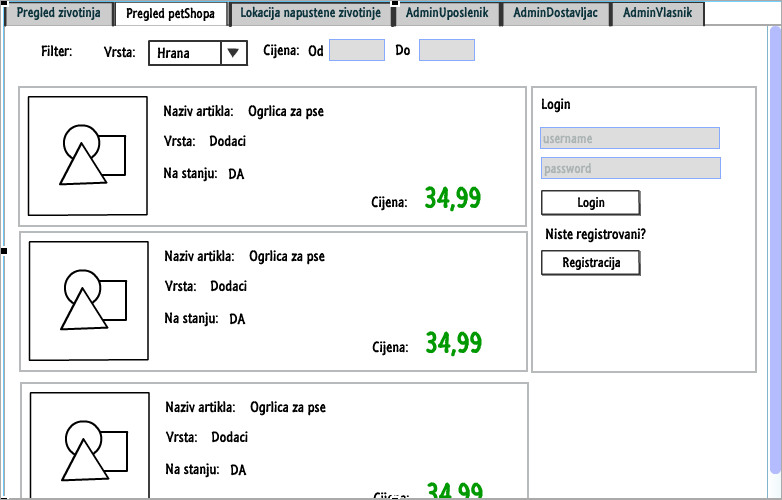 Pregled zivotinja Pregled petShopa Lokacija napustene zivotinje AdminUposlenik AdminDostavljac AdminVlasnik
Filter: Vrsta: Hrana Cijena: Od Do
Naziv artikla: Ogrlica za pse
Vrsta: Dodaci
Na stanju: DA
Cijena: 34,99
Naziv artikla: Ogrlica za pse
Vrsta: Dodaci
Na stanju: DA
Cijena: 34,99
Naziv artikla: Ogrlica za pse
Vrsta: Dodaci
Na stanju: DA
Cijena: 34,99
Login
username
password
Login
Niste registrovani?
Registracija